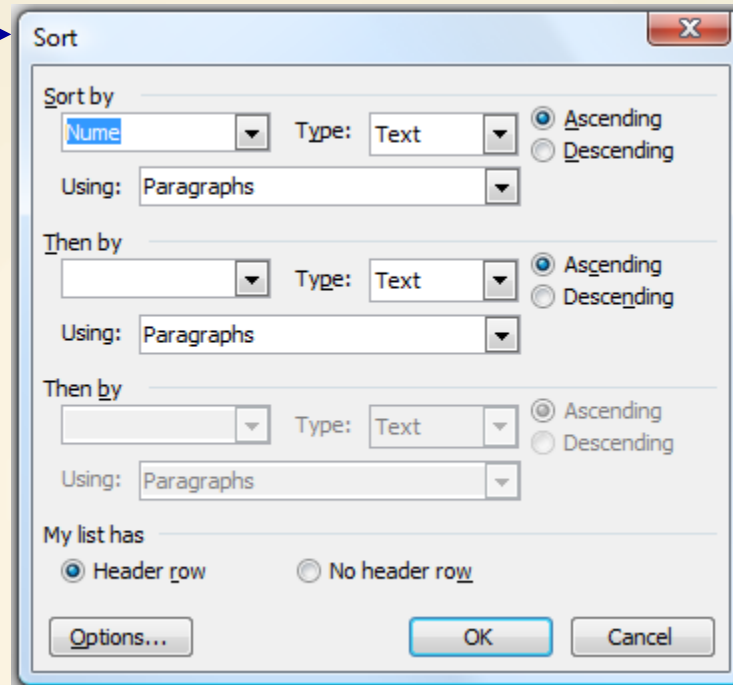 Sort
Sort by
Nume Type: Text Ascending
Descending
Using: Paragraphs
Then by
Type: Text Ascending
Descending
Using: Paragraphs
Then by
Type: Text Ascending
Descending
Using: Paragraphs
My list has
Header row No header row
Options... OK Cancel